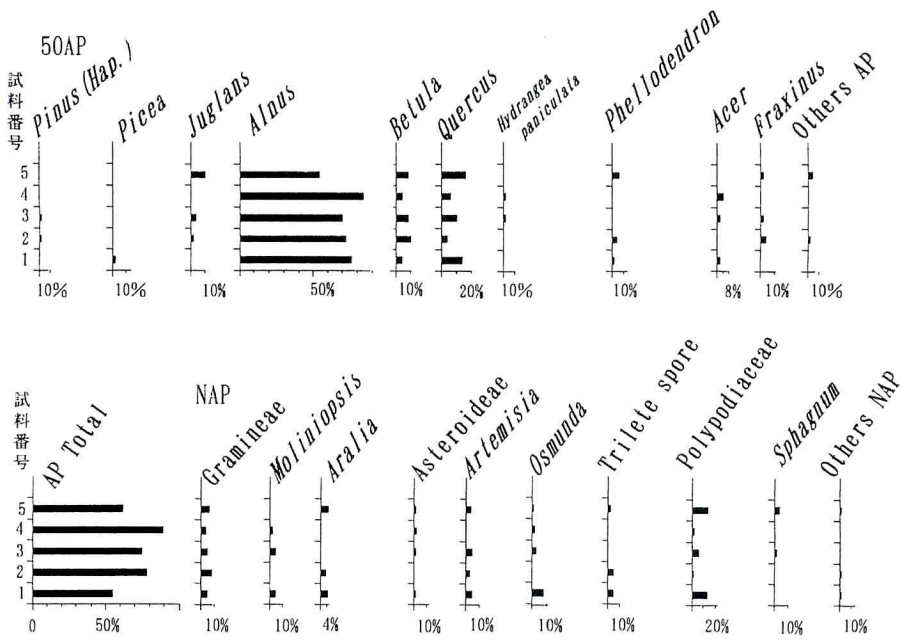 50AP
試料番号
Pinus (Hap.)
Picea
Juglans
Alnus
Betula
Quercus
Hydrangea paniculata
Phellodendron
Acer
Fraxinus
Others AP
5
4
3
2
1
10%
10%
10%
50%
10%
20%
10%
10%
8%
10%
10%
NAP
試料番号
AP Total
Gramineae
Moliniopsis
Aralia
Asteroideae
Artemisia
Osmunda
Trilete spore
Polypodiaceae
Sphagnum
Others NAP
5
4
3
2
1
0
50%
10%
10%
4%
10%
10%
10%
10%
20%
10%
10%